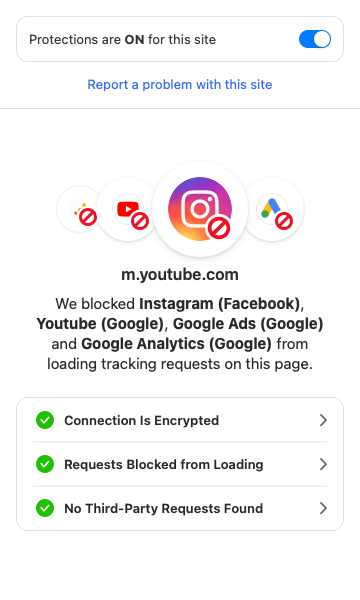 Protections are ON for this site
Report a problem with this site
m.youtube.com
We blocked Instagram (Facebook),
Youtube (Google), Google Ads (Google)
and Google Analytics (Google) from
loading tracking requests on this page.
Connection Is Encrypted
Requests Blocked from Loading
No Third-Party Requests Found